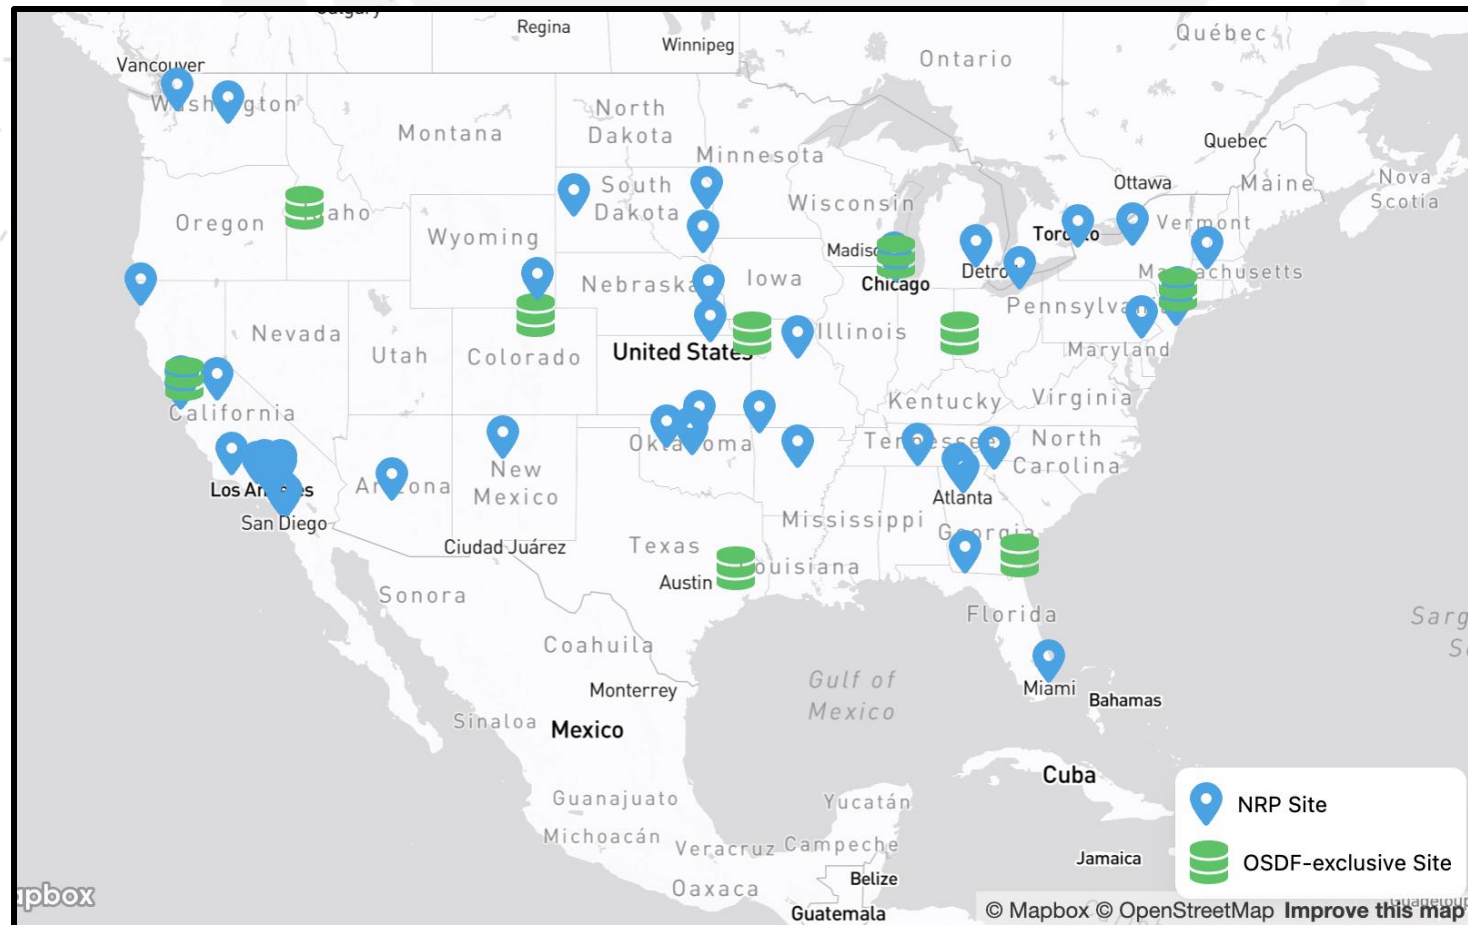 Calgary
Regina
Winnipeg
Québec
Ontario
Vancouver
Washington
Montana
North
Dakota
Minnesota
Quebec
Ottawa
Maine
Nova
Scotia
South
Dakota
Wisconsin
Oregon
Idaho
Wyoming
Vermont
Toronto
Madison
Detroit
Massachusetts
Chicago
Nebraska
Iowa
Pennsylvania
Nevada
Utah
Colorado
United States
Illinois
Maryland
California
Kentucky
Virginia
Oklahoma
Tennessee
North
Carolina
New
Mexico
Arizona
Los Angeles
San Diego
Atlanta
Mississippi
Georgia
Ciudad Juárez
Texas
Louisiana
Austin
Sonora
Florida
Coahuila
Gulf of
Mexico
Monterrey
Miami
Bahamas
Sinaloa
Mexico
Sarg
S
Cuba
Guanajuato
Yucatán
Michoacán
Veracruz
Campeche
Jamaica
Oaxaca
Belize
Guatemala
NRP Site
OSDF-exclusive Site
apbox
© Mapbox © OpenStreetMap Improve this map